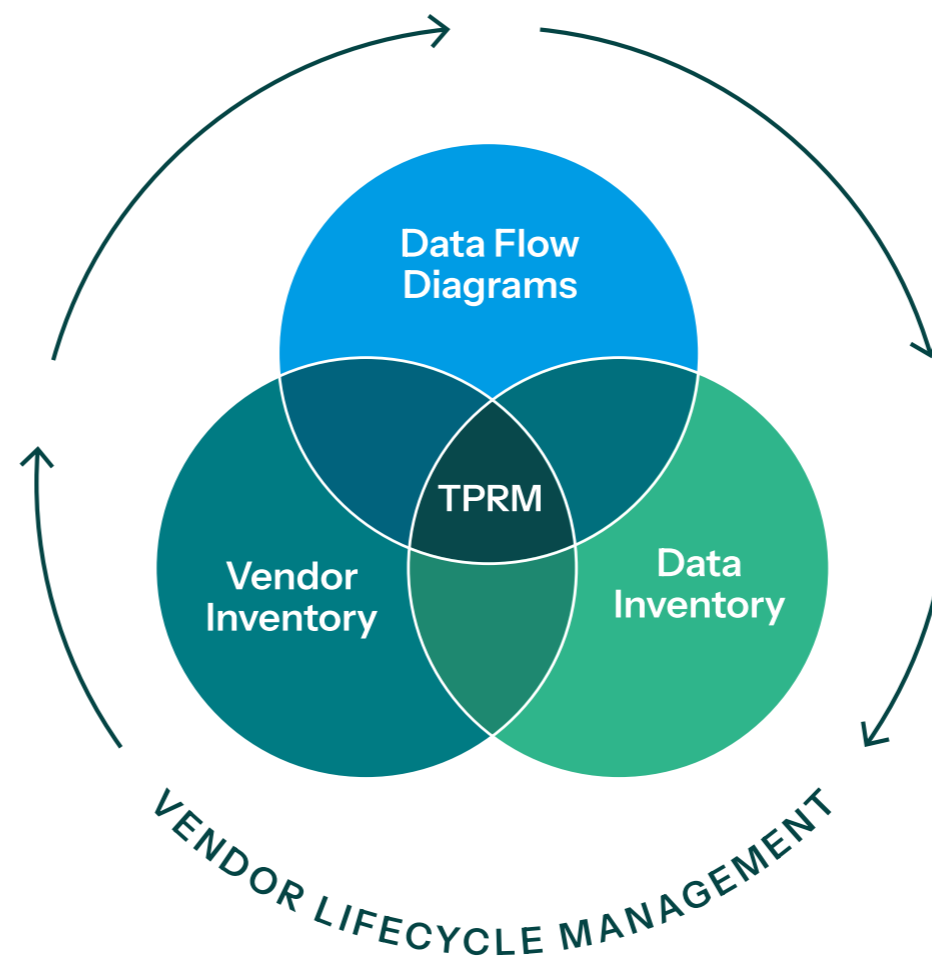 Data Flow
Diagrams
TPRM
Vendor
Inventory
Data
Inventory
VENDOR LIFECYCLE MANAGEMENT